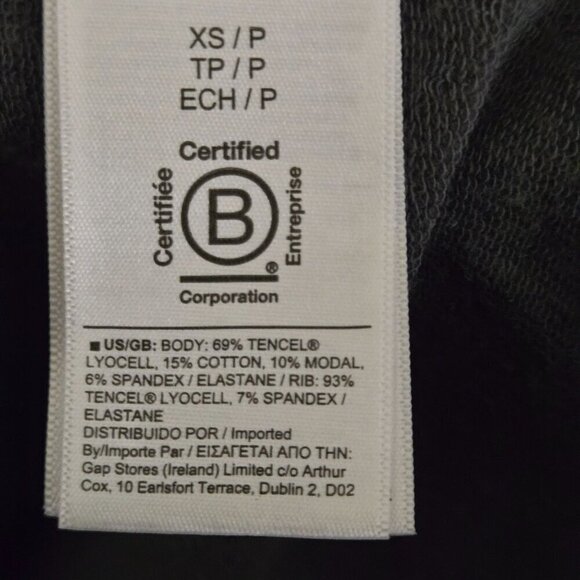 XS / P
TP / P
ECH / P
Certified
Certifiée
B
Entreprise
®
Corporation
■ US/GB: BODY: 69% TENCEL®
LYOCELL, 15% COTTON, 10% MODAL,
6% SPANDEX / ELASTANE / RIB: 93%
TENCEL® LYOCELL, 7% SPANDEX /
ELASTANE
DISTRIBUIDO POR / Imported
By/Importe Par / ΕΙΣΑΓΕΤΑΙ ΑΠΟ ΤΗΝ:
Gap Stores (Ireland) Limited c/o Arthur
Cox, 10 Earlsfort Terrace, Dublin 2, D02